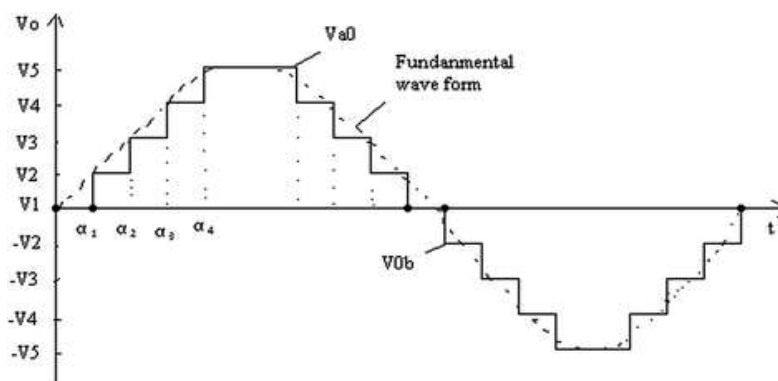 Vo
Va0
V5
Fundanmental
wave form
V4
V3
V2
V1
α1 α2 α3 α4
t
-V2
V0b
-V3
-V4
-V5